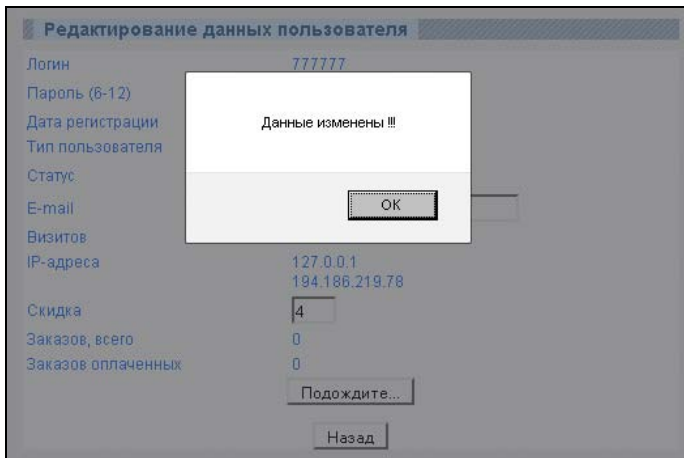 Редактирование данных пользователя
Логин 777777
Пароль (6-12)
Дата регистрации
Тип пользователя
Статус
E-mail
Визитов
IP-адреса 127.0.0.1
194.186.219.78
Скидка 4
Заказов, всего 0
Заказов оплаченных 0
Подождите...
Назад
Данные изменены !!!
OK